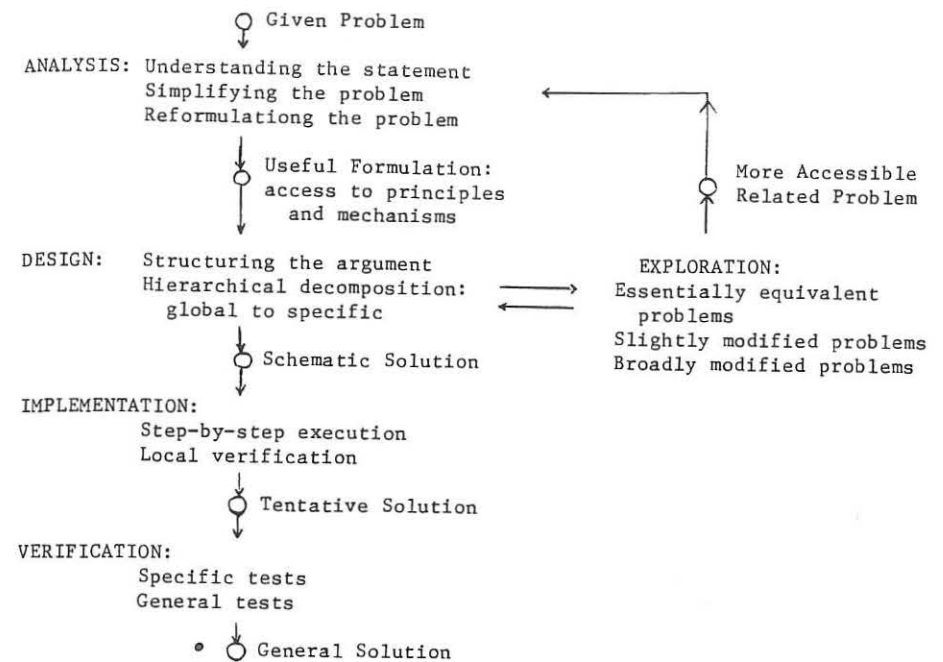 Given Problem
ANALYSIS: Understanding the statement
Simplifying the problem
Reformulationg the problem
Useful Formulation:
access to principles
and mechanisms
More Accessible
Related Problem
DESIGN: Structuring the argument
Hierarchical decomposition:
global to specific
EXPLORATION:
Essentially equivalent
problems
Slightly modified problems
Broadly modified problems
Schematic Solution
IMPLEMENTATION:
Step-by-step execution
Local verification
Tentative Solution
VERIFICATION:
Specific tests
General tests
General Solution